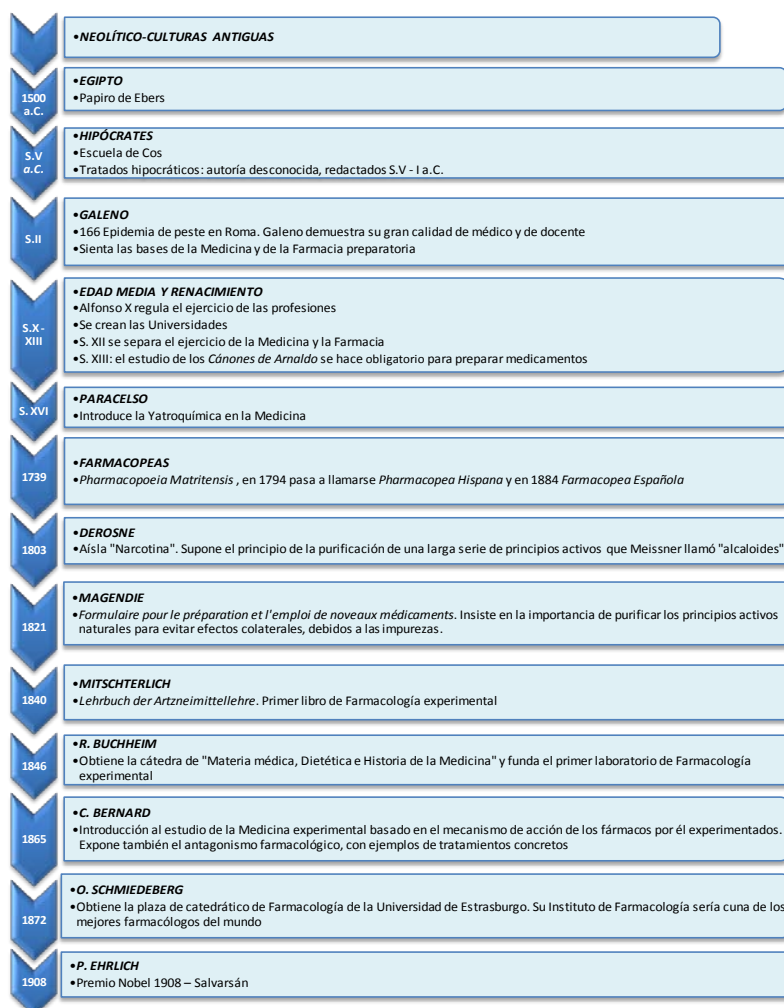 •NEOLÍTICO-CULTURAS ANTIGUAS
1500
a.C.
•EGIPTO
•Papiro de Ebers
S.V
a.C.
•HIPÓCRATES
•Escuela de Cos
•Tratados hipocráticos: autoría desconocida, redactados S.V - I a.C.
S.II
•GALENO
•166 Epidemia de peste en Roma. Galeno demuestra su gran calidad de médico y de docente
•Sienta las bases de la Medicina y de la Farmacia preparatoria
S.X -
XIII
•EDAD MEDIA Y RENACIMIENTO
•Alfonso X regula el ejercicio de las profesiones
•Se crean las Universidades
•S. XII se separa el ejercicio de la Medicina y la Farmacia
•S. XIII: el estudio de los Cánones de Arnaldo se hace obligatorio para preparar medicamentos
S. XVI
•PARACELSO
•Introduce la Yatroquímica en la Medicina
1739
•FARMACOPEAS
•Pharmacopoeia Matritensis , en 1794 pasa a llamarse Pharmacopea Hispana y en 1884 Farmacopea Española
1803
•DEROSNE
•Aísla "Narcotina". Supone el principio de la purificación de una larga serie de principios activos que Meissner llamó "alcaloides"
1821
•MAGENDIE
•Formulaire pour le préparation et l'emploi de noveaux médicaments. Insiste en la importancia de purificar los principios activos
naturales para evitar efectos colaterales, debidos a las impurezas.
1840
•MITSCHTERLICH
•Lehrbuch der Artzneimittellehre. Primer libro de Farmacología experimental
1846
•R. BUCHHEIM
•Obtiene la cátedra de "Materia médica, Dietética e Historia de la Medicina" y funda el primer laboratorio de Farmacología
experimental
1865
•C. BERNARD
•Introducción al estudio de la Medicina experimental basado en el mecanismo de acción de los fármacos por él experimentados.
Expone también el antagonismo farmacológico, con ejemplos de tratamientos concretos
1872
•O. SCHMIEDEBERG
•Obtiene la plaza de catedrático de Farmacología de la Universidad de Estrasburgo. Su Instituto de Farmacología sería cuna de los
mejores farmacólogos del mundo
1908
•P. EHRLICH
•Premio Nobel 1908 – Salvarsán